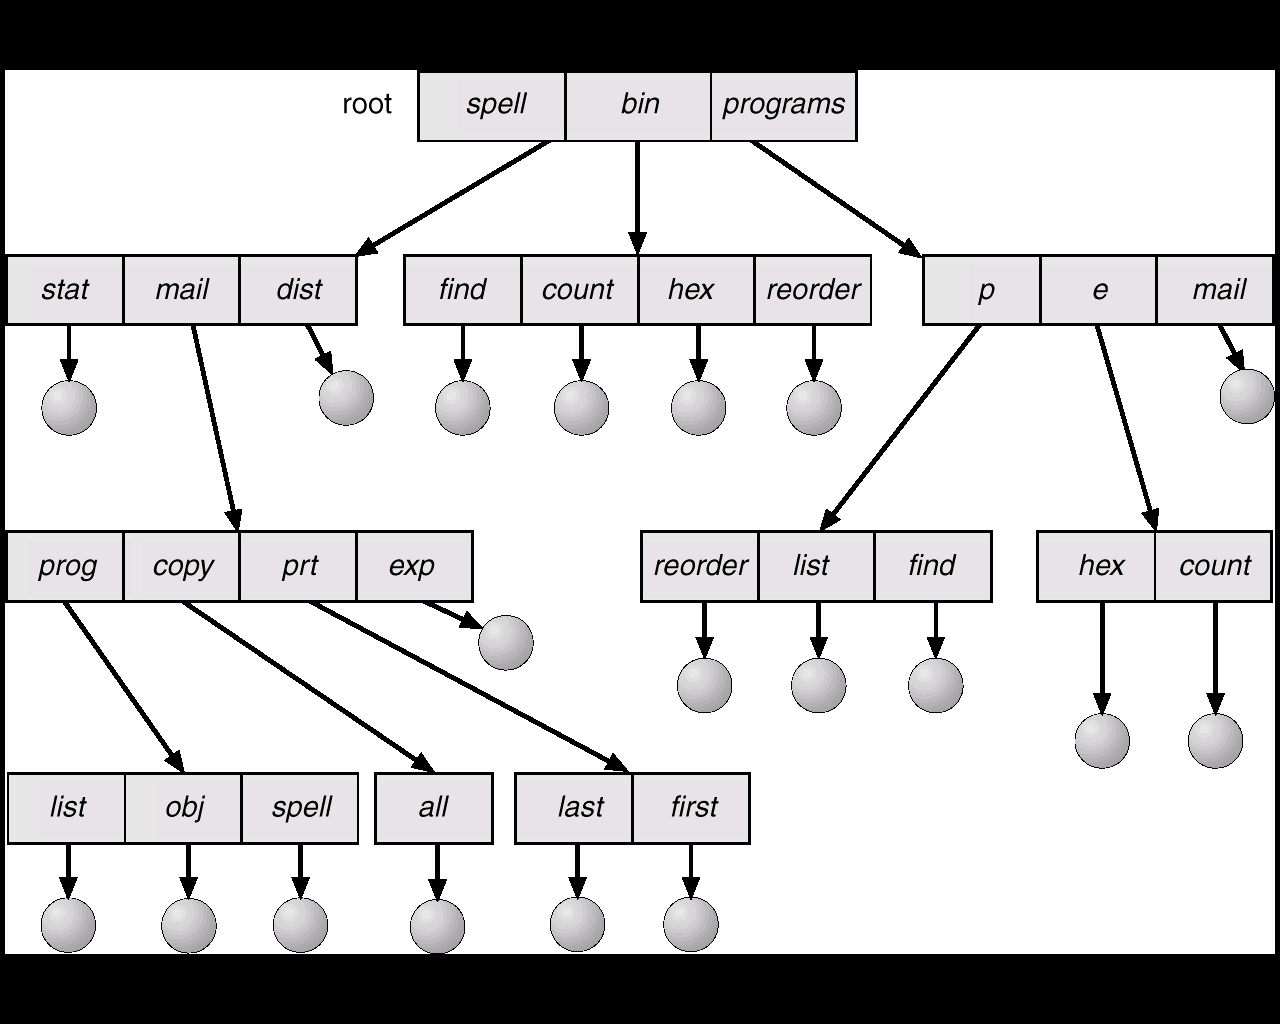 root spell bin programs
stat mail dist find count hex reorder p e mail
prog copy prt exp reorder list find hex count
list obj spell all last first